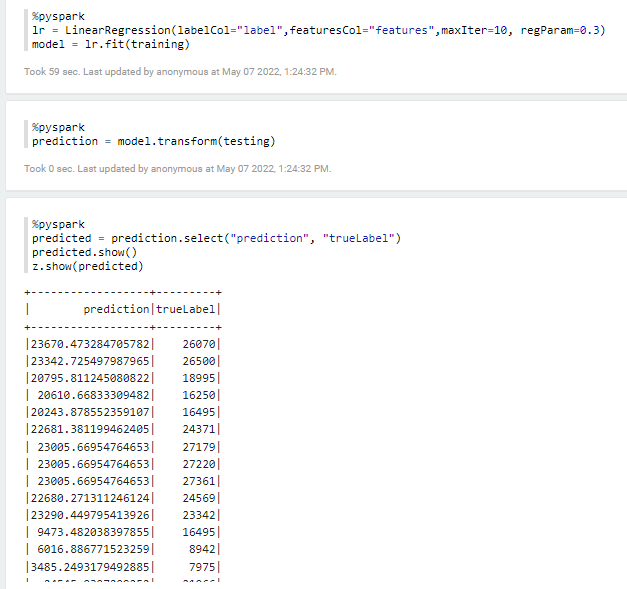 %pyspark
lr = LinearRegression(labelCol="label",featuresCol="features",maxIter=10, regParam=0.3)
model = lr.fit(training)
Took 59 sec. Last updated by anonymous at May 07 2022, 1:24:32 PM.
%pyspark
prediction = model.transform(testing)
Took 0 sec. Last updated by anonymous at May 07 2022, 1:24:32 PM.
%pyspark
predicted = prediction.select("prediction", "trueLabel")
predicted.show()
z.show(predicted)
+------------------+---------+
|        prediction|trueLabel|
+------------------+---------+
|23670.473284705782|    26070|
|23342.725497987965|    26500|
|20795.811245080822|    18995|
| 20610.66833309482|    16250|
|20243.878552359107|    16495|
|22681.381199462405|    24371|
| 23005.66954764653|    27179|
| 23005.66954764653|    27220|
| 23005.66954764653|    27361|
|22680.271311246124|    24569|
|23290.449795413926|    23342|
| 9473.482038397855|    16495|
| 6016.886771523259|     8942|
|3485.2493179492885|     7975|